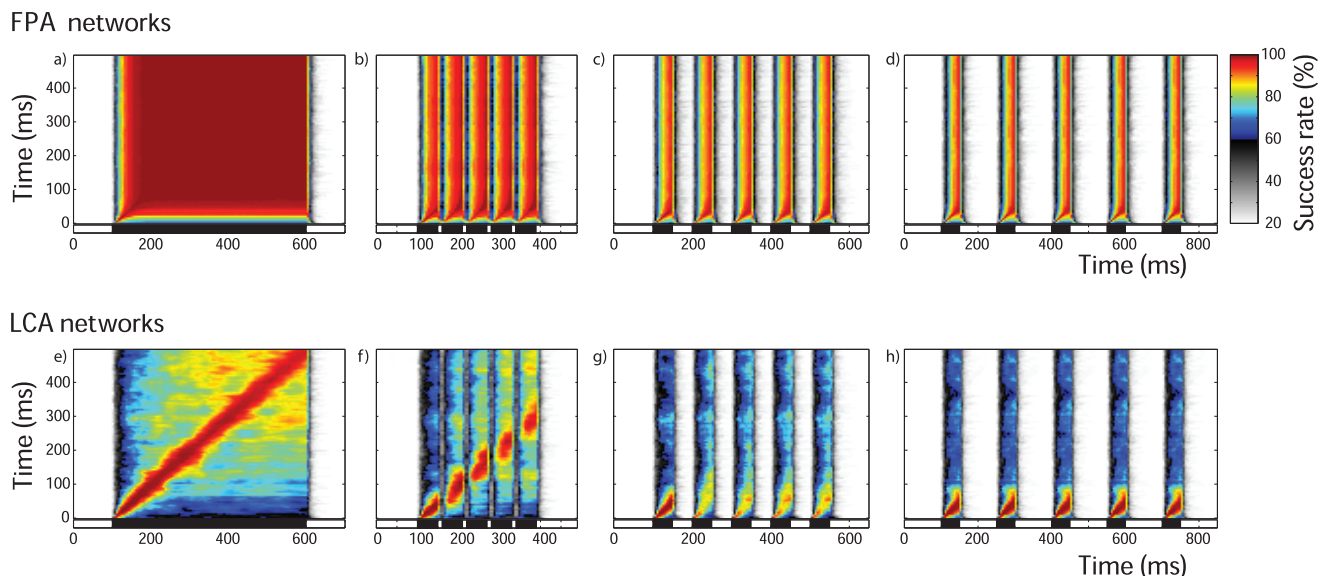 FPA networks
a) b) c) d)
Time (ms)
400
300
200
100
0
100
80
60
40
20
Success rate (%)
200 400 600
100 200 300 400
0 200 400 600
0 200 400 600 800
Time (ms)
LCA networks
e) f) g) h)
Time (ms)
400
300
200
100
0
0 200 400 600
100 200 300 400
0 200 400 600
0 200 400 600 800
Time (ms)